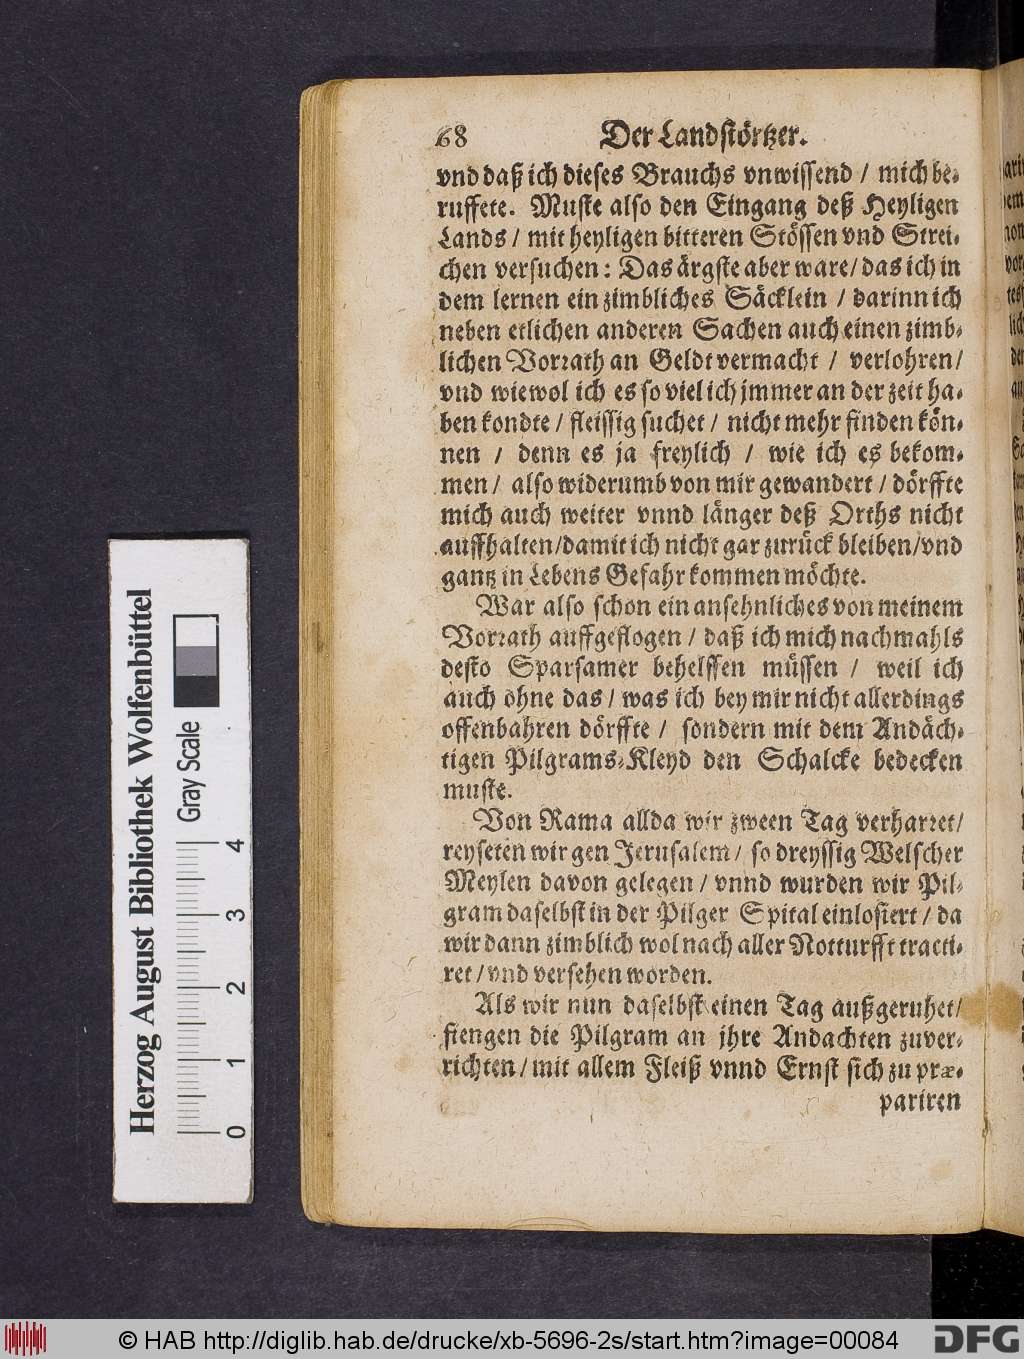 68 Der Landstörtzer.
vnd daß ich dieses Brauchs vnwissend / mich be-
ruffete. Muste also den Eingang deß Heyligen
Lands / mit heyligen bitteren Stössen vnd Strei-
chen versuchen: Das ärgste aber ware / das ich in
dem lernen ein zimbliches Säcklein / darinn ich
neben etlichen anderen Sachen auch einen zimb-
lichen Vorrath an Geldt vermacht / verlohren /
vnd wiewol ich es so viel ich jmmer an der zeit ha-
ben kondte / fleissig suchet / nicht mehr finden kön-
nen / denn es ja freylich / wie ich es bekom-
men / also widerumb von mir gewandert / dörffte
mich auch weiter vnnd länger deß Orths nicht
auffhalten / damit ich nicht gar zurück bleiben / vnd
gantz in Lebens Gefahr kommen möchte.
War also schon ein ansehnliches von meinem
Vorrath auffgeflogen / daß ich mich nachmahls
desto Sparsamer behelffen müssen / weil ich
auch ohne das / was ich bey mir nicht allerdings
offenbahren dörffte / sondern mit dem Andäch-
tigen Pilgrams-Kleyd den Schalcke bedecken
muste.
Von Rama allda wir zween Tag verharret /
reyseten wir gen Jerusalem / so dreyssig Welscher
Meylen davon gelegen / vnnd wurden wir Pil-
gram daselbst in der Pilger Spital einlosiert / da
wir dann zimblich wol nach aller Notturfft tracti-
ret / vnd versehen worden.
Als wir nun daselbst einen Tag außgeruhet /
fiengen die Pilgram an jhre Andachten zuver-
richten / mit allem Fleiß vnnd Ernst sich zu præ-
pariren
Herzog August Bibliothek Wolfenbüttel
Gray Scale
0 1 2 3 4
© HAB http://diglib.hab.de/drucke/xb-5696-2s/start.htm?image=00084
DFG